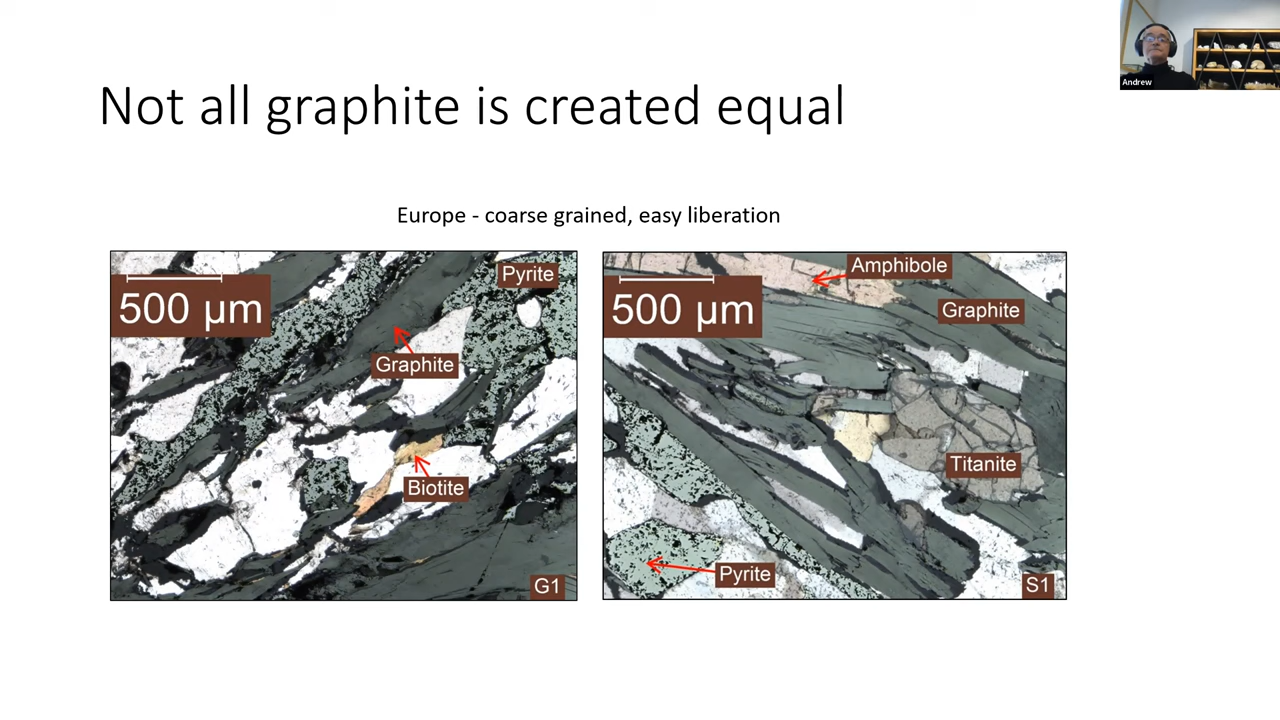 Andrew
Not all graphite is created equal
Europe - coarse grained, easy liberation
500 µm
Pyrite
Graphite
Biotite
G1
500 µm
Amphibole
Graphite
Titanite
Pyrite
S1